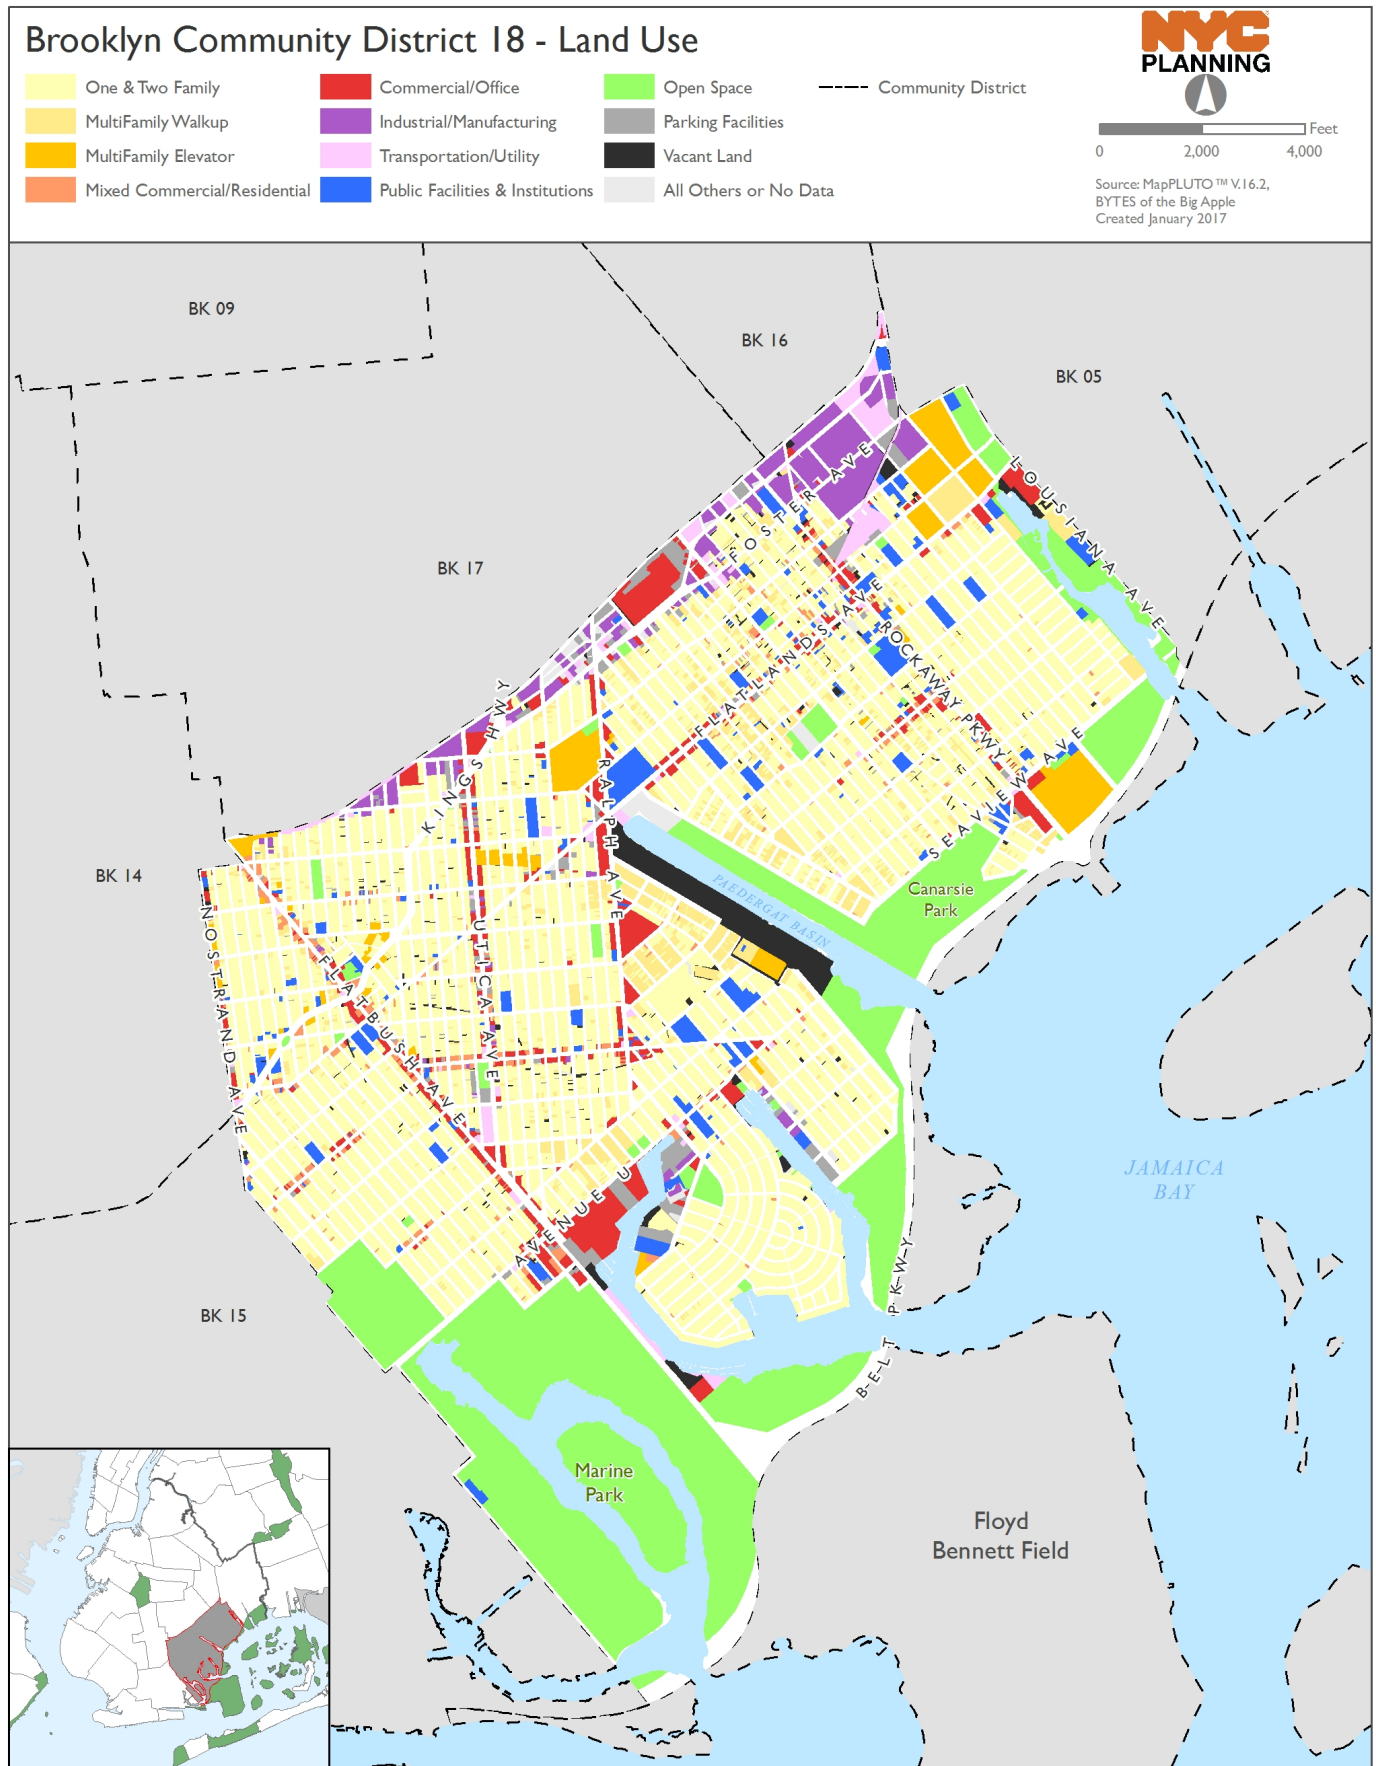 Brooklyn Community District 18 - Land Use
One & Two Family
MultiFamily Walkup
MultiFamily Elevator
Mixed Commercial/Residential
Commercial/Office
Industrial/Manufacturing
Transportation/Utility
Public Facilities & Institutions
Open Space
Parking Facilities
Vacant Land
All Others or No Data
Community District
NYC
PLANNING
Feet
0 2,000 4,000
Source: MapPLUTO™ V.16.2,
BYTES of the Big Apple
Created January 2017
BK 09
BK 16
BK 05
BK 17
BK 14
BK 15
LOUSIANA AVE
FOSTER AVE
FLATLANDS AVE
ROCKAWAY PKWY
KINGS HWY
RALPH AVE
SEAVIEW AVE
PAEDERGAT BASIN
Canarsie
Park
NOSTRAND AVE
FLATBUSH AVE
UTICA AVE
AVENUE U
JAMAICA
BAY
BELT PKWY
Marine
Park
Floyd
Bennett Field